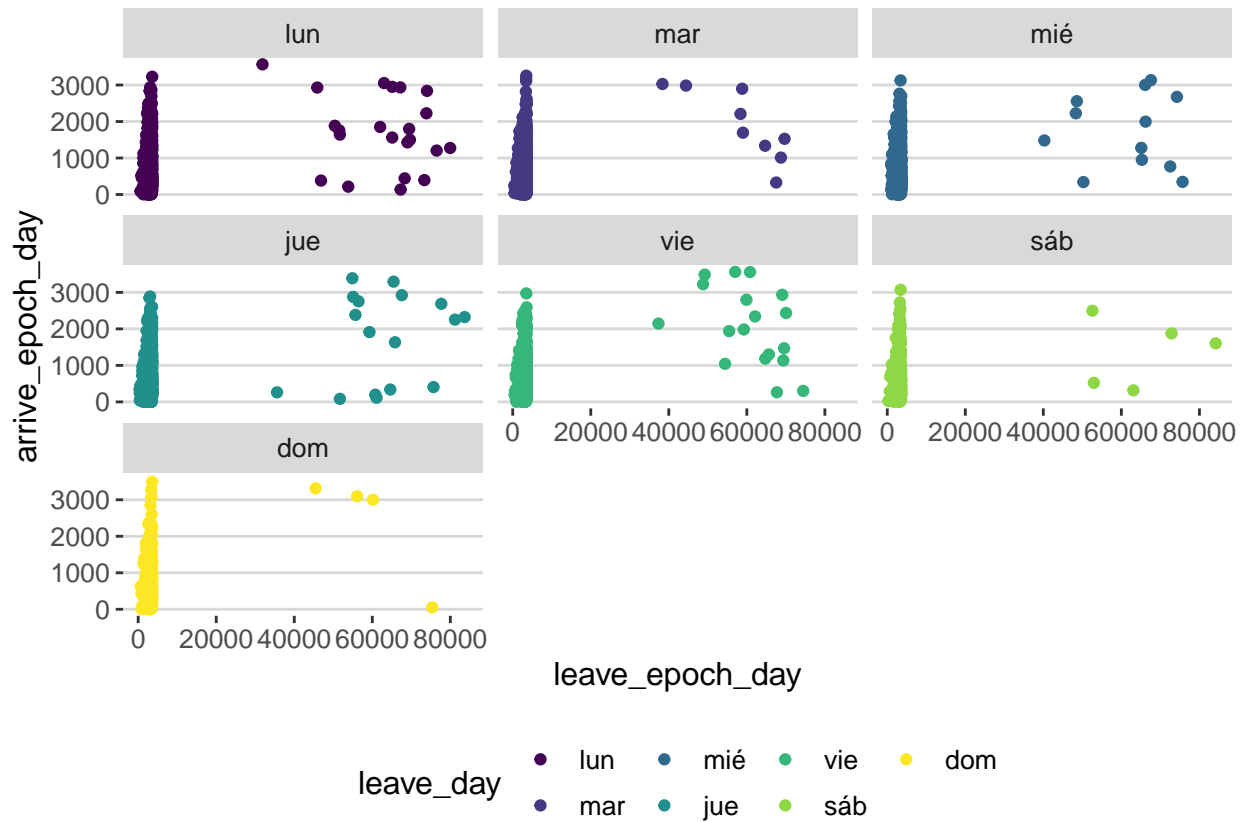 lun mar mié
3000
2000
1000
0
jue vie sáb
3000
2000
1000
0
0 20000 40000 60000 80000 0 20000 40000 60000 80000
dom
3000
2000
1000
0
0 20000 40000 60000 80000
arrive_epoch_day
leave_epoch_day
leave_day
lun mié vie dom
mar jue sáb